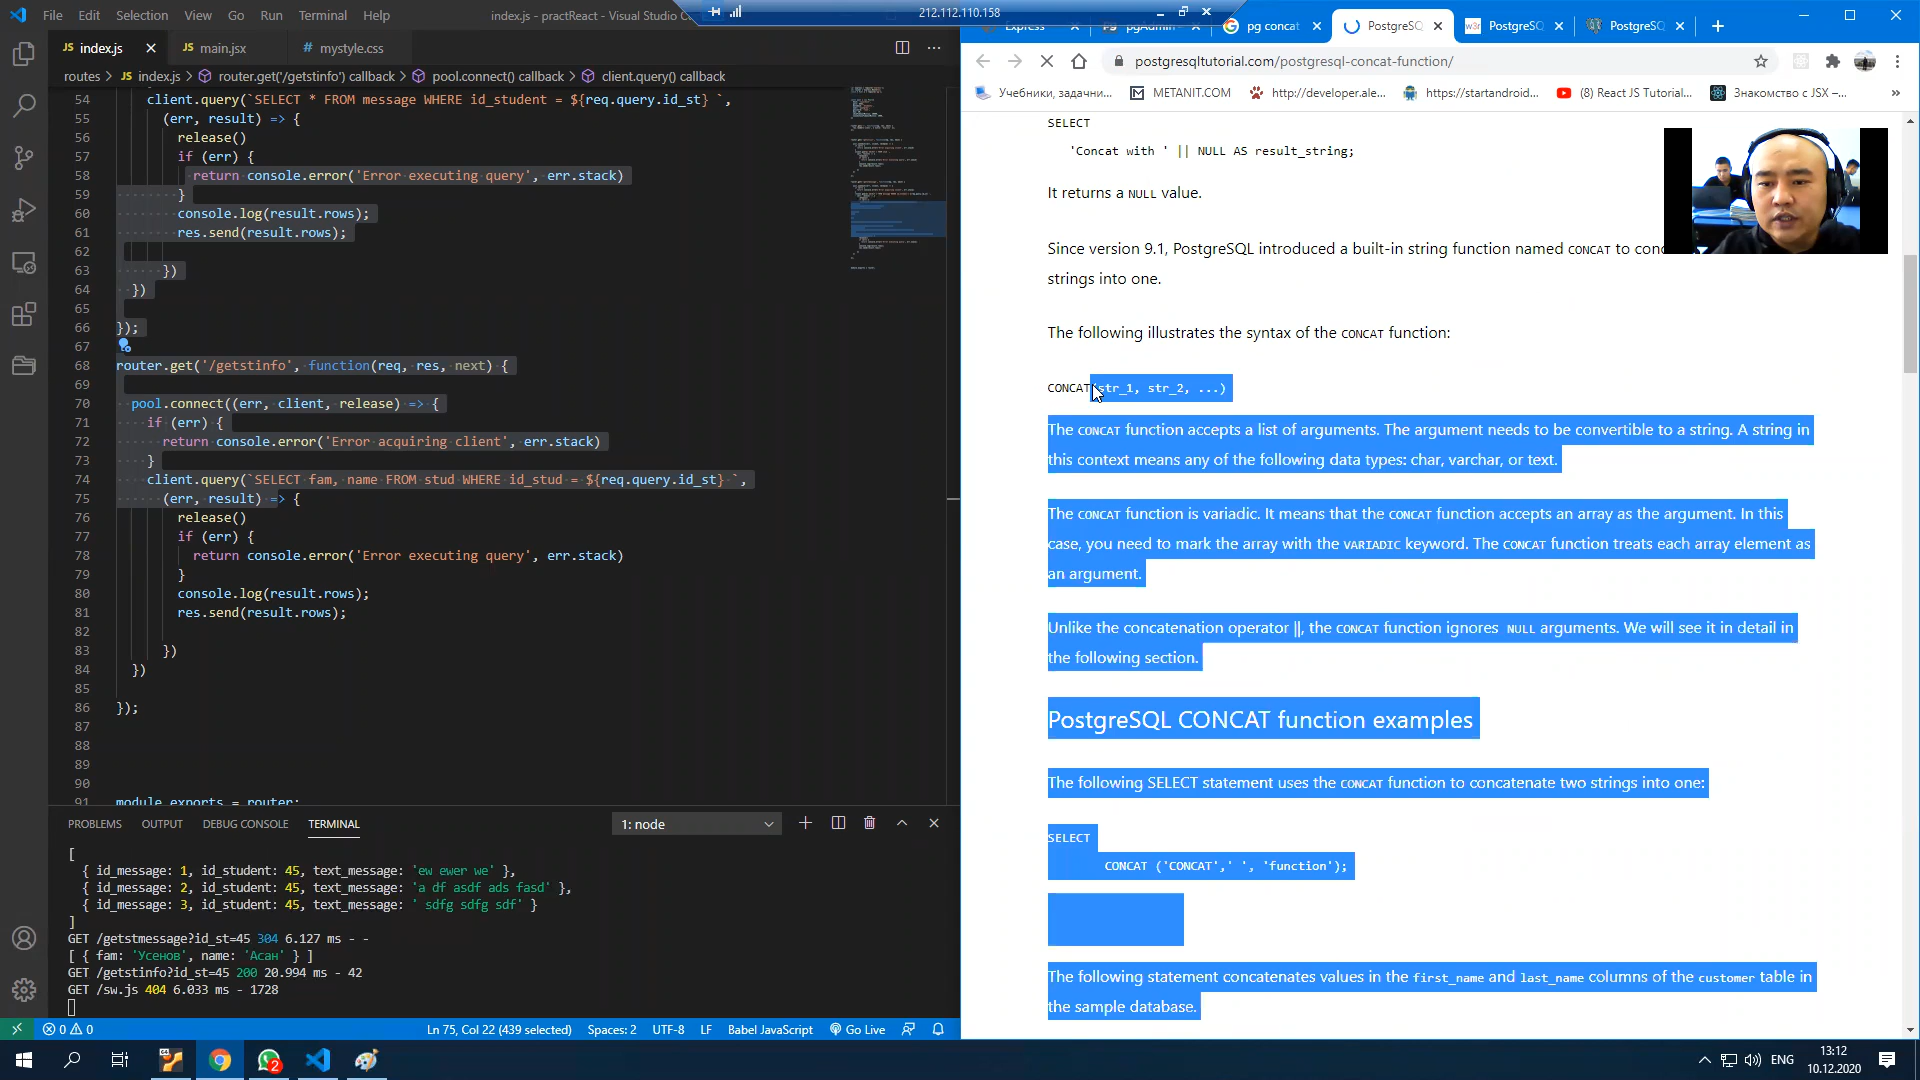 File Edit Selection View Go Run Terminal Help
index.js - practReact - Visual Studio Co
212.112.110.158
JS index.js
JS main.jsx
JS mystyle.css
routes > JS index.js > router.get('/getstinfo') callback > pool.connect() callback > client.query() callback
54 client.query(`SELECT * FROM message WHERE id_student = ${req.query.id_st} `,
55 (err, result) => {
56 release()
57 if (err) {
58 return console.error('Error executing query', err.stack)
59 }
60 console.log(result.rows);
61 res.send(result.rows);
62
63 })
64 })
65
66 });
67
68 router.get('/getstinfo', function(req, res, next) {
69
70 pool.connect((err, client, release) => {
71 if (err) {
72 return console.error('Error acquiring client', err.stack)
73 }
74 client.query(`SELECT fam, name FROM stud WHERE id_stud = ${req.query.id_st} `,
75 (err, result) => {
76 release()
77 if (err) {
78 return console.error('Error executing query', err.stack)
79 }
80 console.log(result.rows);
81 res.send(result.rows);
82
83 })
84 })
85
86 });
87
88
89
90
91 module.exports = router;
PROBLEMS OUTPUT DEBUG CONSOLE TERMINAL
1: node
[
{ id_message: 1, id_student: 45, text_message: 'ew ewer we' },
{ id_message: 2, id_student: 45, text_message: 'a df asdf ads fasd' },
{ id_message: 3, id_student: 45, text_message: ' sdfg sdfg sdf' }
]
GET /getstmessage?id_st=45 304 6.127 ms - -
[ { fam: 'Усенов', name: 'Асан' } ]
GET /getstinfo?id_st=45 200 20.994 ms - 42
GET /sw.js 404 6.033 ms - 1728
0 0
Ln 75, Col 22 (439 selected) Spaces: 2 UTF-8 LF Babel JavaScript Go Live
Express
pgAdmin
pg concat
PostgreSQ
PostgreSQ
PostgreSQ
postgresqltutorial.com/postgresql-concat-function/
Учебники, задачни...
METANIT.COM
http://developer.ale...
https://startandroid...
(8) React JS Tutorial...
Знакомство с JSX –...
SELECT
'Concat with ' || NULL AS result_string;
It returns a NULL value.
Since version 9.1, PostgreSQL introduced a built-in string function named CONCAT to conc
strings into one.
The following illustrates the syntax of the CONCAT function:
CONCAT(str_1, str_2, ...)
The CONCAT function accepts a list of arguments. The argument needs to be convertible to a string. A string in
this context means any of the following data types: char, varchar, or text.
The CONCAT function is variadic. It means that the CONCAT function accepts an array as the argument. In this
case, you need to mark the array with the VARIADIC keyword. The CONCAT function treats each array element as
an argument.
Unlike the concatenation operator ||, the CONCAT function ignores NULL arguments. We will see it in detail in
the following section.
PostgreSQL CONCAT function examples
The following SELECT statement uses the CONCAT function to concatenate two strings into one:
SELECT
CONCAT ('CONCAT',' ', 'function');
The following statement concatenates values in the first_name and last_name columns of the customer table in
the sample database.
2
ENG
13:12
10.12.2020